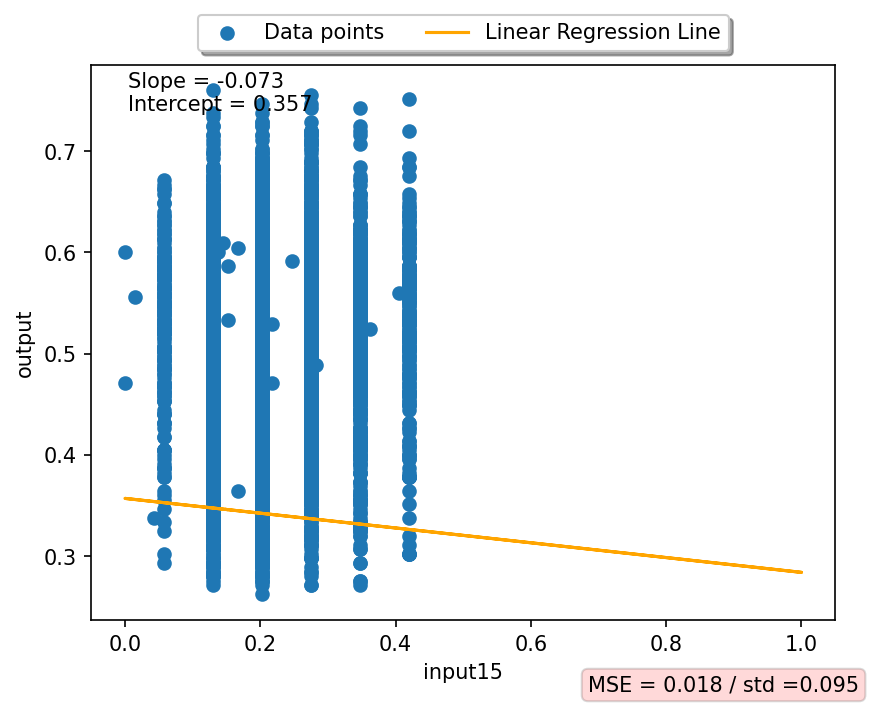 Data points
Linear Regression Line
Slope = -0.073
Intercept = 0.357
output
0.7
0.6
0.5
0.4
0.3
0.0
0.2
0.4
0.6
0.8
1.0
input15
MSE = 0.018 / std =0.095